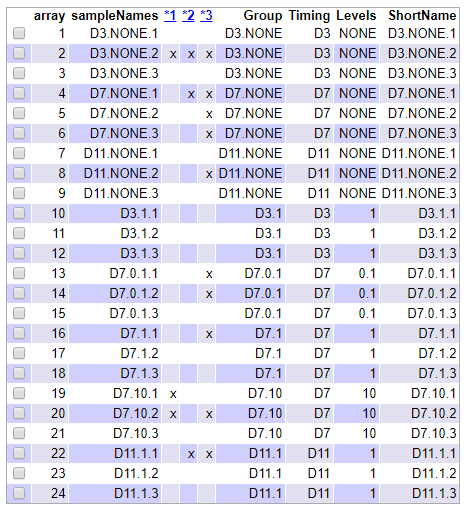 array sampleNames *1 *2 *3 Group Timing Levels ShortName
1 D3.NONE.1 D3.NONE D3 NONE D3.NONE.1
2 D3.NONE.2 x x x D3.NONE D3 NONE D3.NONE.2
3 D3.NONE.3 D3.NONE D3 NONE D3.NONE.3
4 D7.NONE.1 x x D7.NONE D7 NONE D7.NONE.1
5 D7.NONE.2 x D7.NONE D7 NONE D7.NONE.2
6 D7.NONE.3 x D7.NONE D7 NONE D7.NONE.3
7 D11.NONE.1 D11.NONE D11 NONE D11.NONE.1
8 D11.NONE.2 x D11.NONE D11 NONE D11.NONE.2
9 D11.NONE.3 D11.NONE D11 NONE D11.NONE.3
10 D3.1.1 D3.1 D3 1 D3.1.1
11 D3.1.2 D3.1 D3 1 D3.1.2
12 D3.1.3 D3.1 D3 1 D3.1.3
13 D7.0.1.1 x D7.0.1 D7 0.1 D7.0.1.1
14 D7.0.1.2 x D7.0.1 D7 0.1 D7.0.1.2
15 D7.0.1.3 D7.0.1 D7 0.1 D7.0.1.3
16 D7.1.1 x D7.1 D7 1 D7.1.1
17 D7.1.2 D7.1 D7 1 D7.1.2
18 D7.1.3 D7.1 D7 1 D7.1.3
19 D7.10.1 x D7.10 D7 10 D7.10.1
20 D7.10.2 x x D7.10 D7 10 D7.10.2
21 D7.10.3 D7.10 D7 10 D7.10.3
22 D11.1.1 x x D11.1 D11 1 D11.1.1
23 D11.1.2 D11.1 D11 1 D11.1.2
24 D11.1.3 D11.1 D11 1 D11.1.3